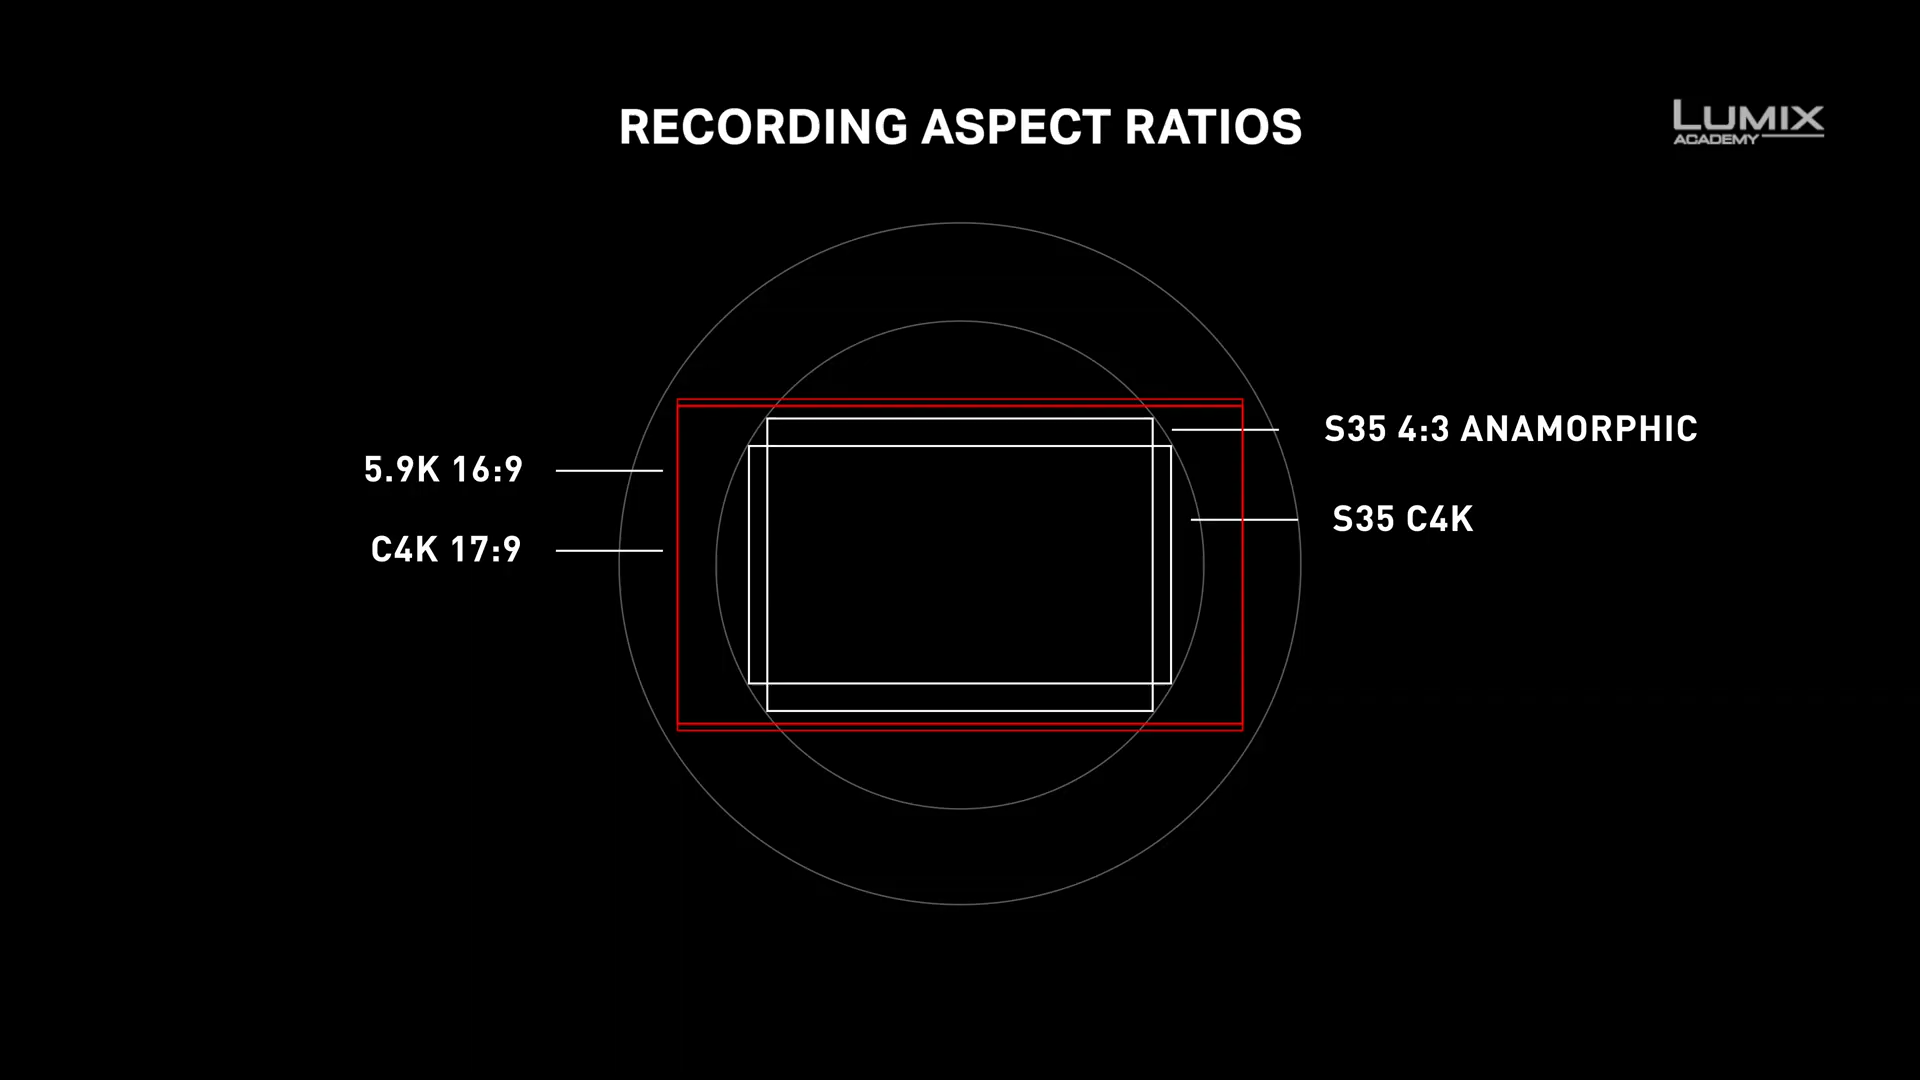 RECORDING ASPECT RATIOS
LUMIX
ACADEMY
S35 4:3 ANAMORPHIC
5.9K 16:9
S35 C4K
C4K 17:9